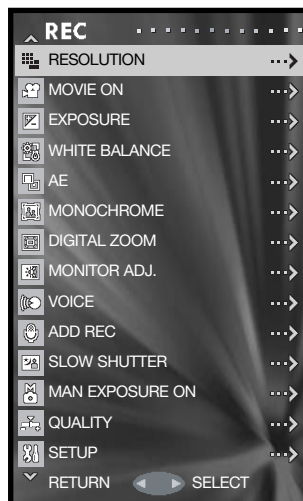 REC
RESOLUTION
MOVIE ON
EXPOSURE
WHITE BALANCE
AE
MONOCHROME
DIGITAL ZOOM
MONITOR ADJ.
VOICE
ADD REC
SLOW SHUTTER
MAN EXPOSURE ON
QUALITY
SETUP
RETURN SELECT